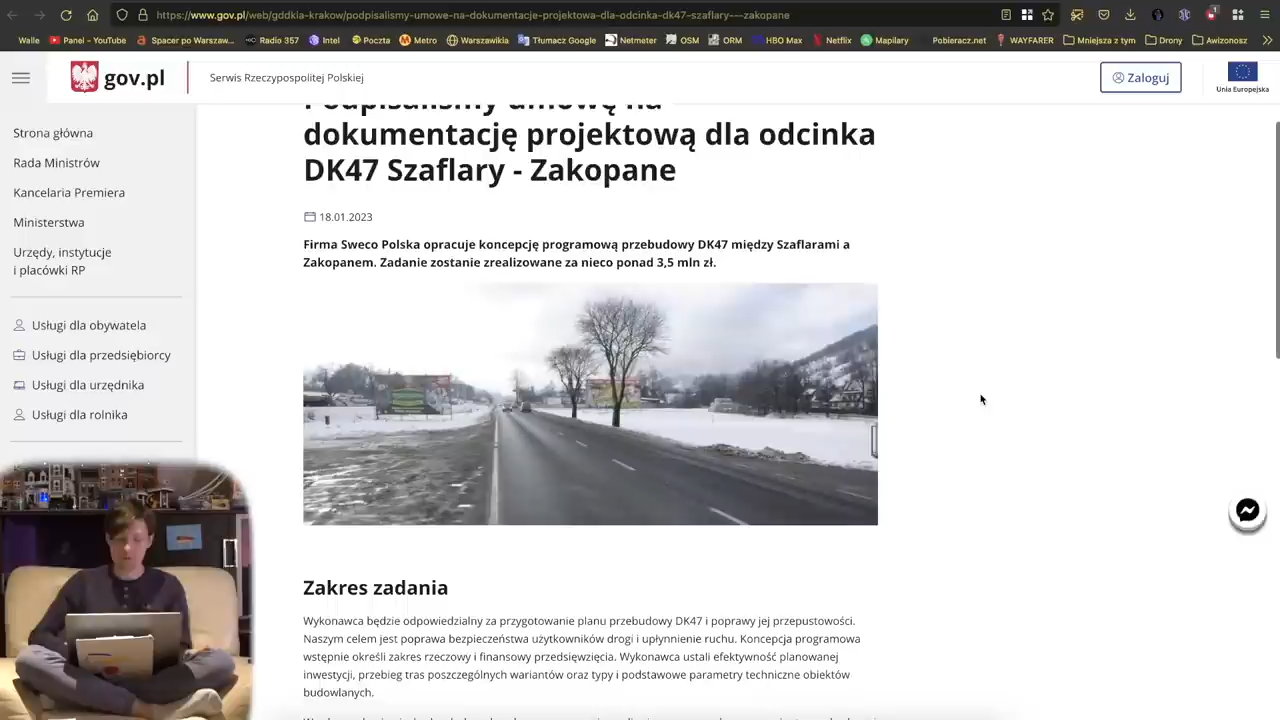 https://www.gov.pl/web/gddkia-krakow/podpisalismy-umowe-na-dokumentacje-projektowa-dla-odcinka-dk47-szaflary---zakopane
Walle
Panel – YouTube
Spacer po Warszaw...
Radio 357
Intel
Poczta
Metro
Warszawikia
Tłumacz Google
Netmeter
OSM
ORM
HBO Max
Netflix
Mapilary
Pobieracz.net
WAYFARER
Mniejsza z tym
Drony
Awizonosz
gov.pl
Serwis Rzeczypospolitej Polskiej
Zaloguj
Unia Europejska
Strona główna
Rada Ministrów
Kancelaria Premiera
Ministerstwa
Urzędy, instytucje
i placówki RP
Usługi dla obywatela
Usługi dla przedsiębiorcy
Usługi dla urzędnika
Usługi dla rolnika
Podpisaliśmy umowę na
dokumentację projektową dla odcinka
DK47 Szaflary - Zakopane
18.01.2023
Firma Sweco Polska opracuje koncepcję programową przebudowy DK47 między Szaflarami a
Zakopanem. Zadanie zostanie zrealizowane za nieco ponad 3,5 mln zł.
Zakres zadania
Wykonawca będzie odpowiedzialny za przygotowanie planu przebudowy DK47 i poprawy jej przepustowości.
Naszym celem jest poprawa bezpieczeństwa użytkowników drogi i upłynnienie ruchu. Koncepcja programowa
wstępnie określi zakres rzeczowy i finansowy przedsięwzięcia. Wykonawca ustali efektywność planowanej
inwestycji, przebieg tras poszczególnych wariantów oraz typy i podstawowe parametry techniczne obiektów
budowlanych.